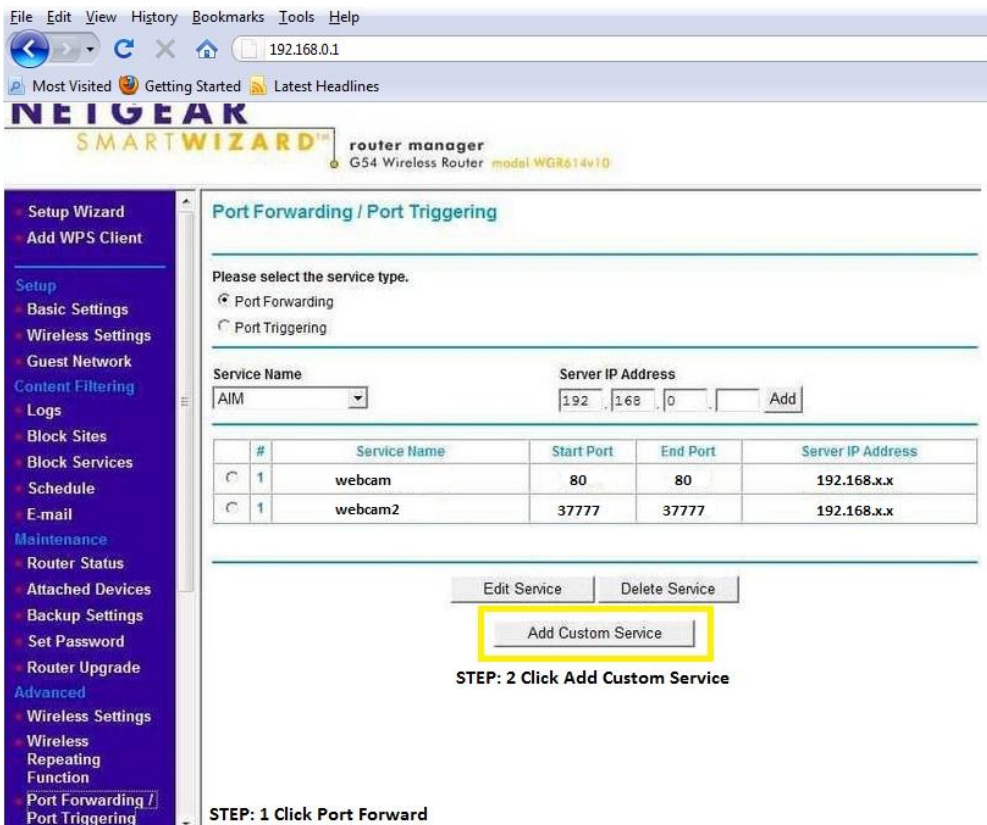 File Edit View History Bookmarks Tools Help
192.168.0.1
Most Visited Getting Started Latest Headlines
NETGEAR
SMARTWIZARD™
router manager
G54 Wireless Router model WGR614v10
Setup Wizard
Add WPS Client
Setup
Basic Settings
Wireless Settings
Guest Network
Content Filtering
Logs
Block Sites
Block Services
Schedule
E-mail
Maintenance
Router Status
Attached Devices
Backup Settings
Set Password
Router Upgrade
Advanced
Wireless Settings
Wireless
Repeating
Function
Port Forwarding /
Port Triggering
Port Forwarding / Port Triggering
Please select the service type.
Port Forwarding
Port Triggering
Service Name Server IP Address
AIM 192 . 168 . 0 . Add
# Service Name Start Port End Port Server IP Address
1 webcam 80 80 192.168.x.x
1 webcam2 37777 37777 192.168.x.x
Edit Service Delete Service
Add Custom Service
STEP: 2 Click Add Custom Service
STEP: 1 Click Port Forward